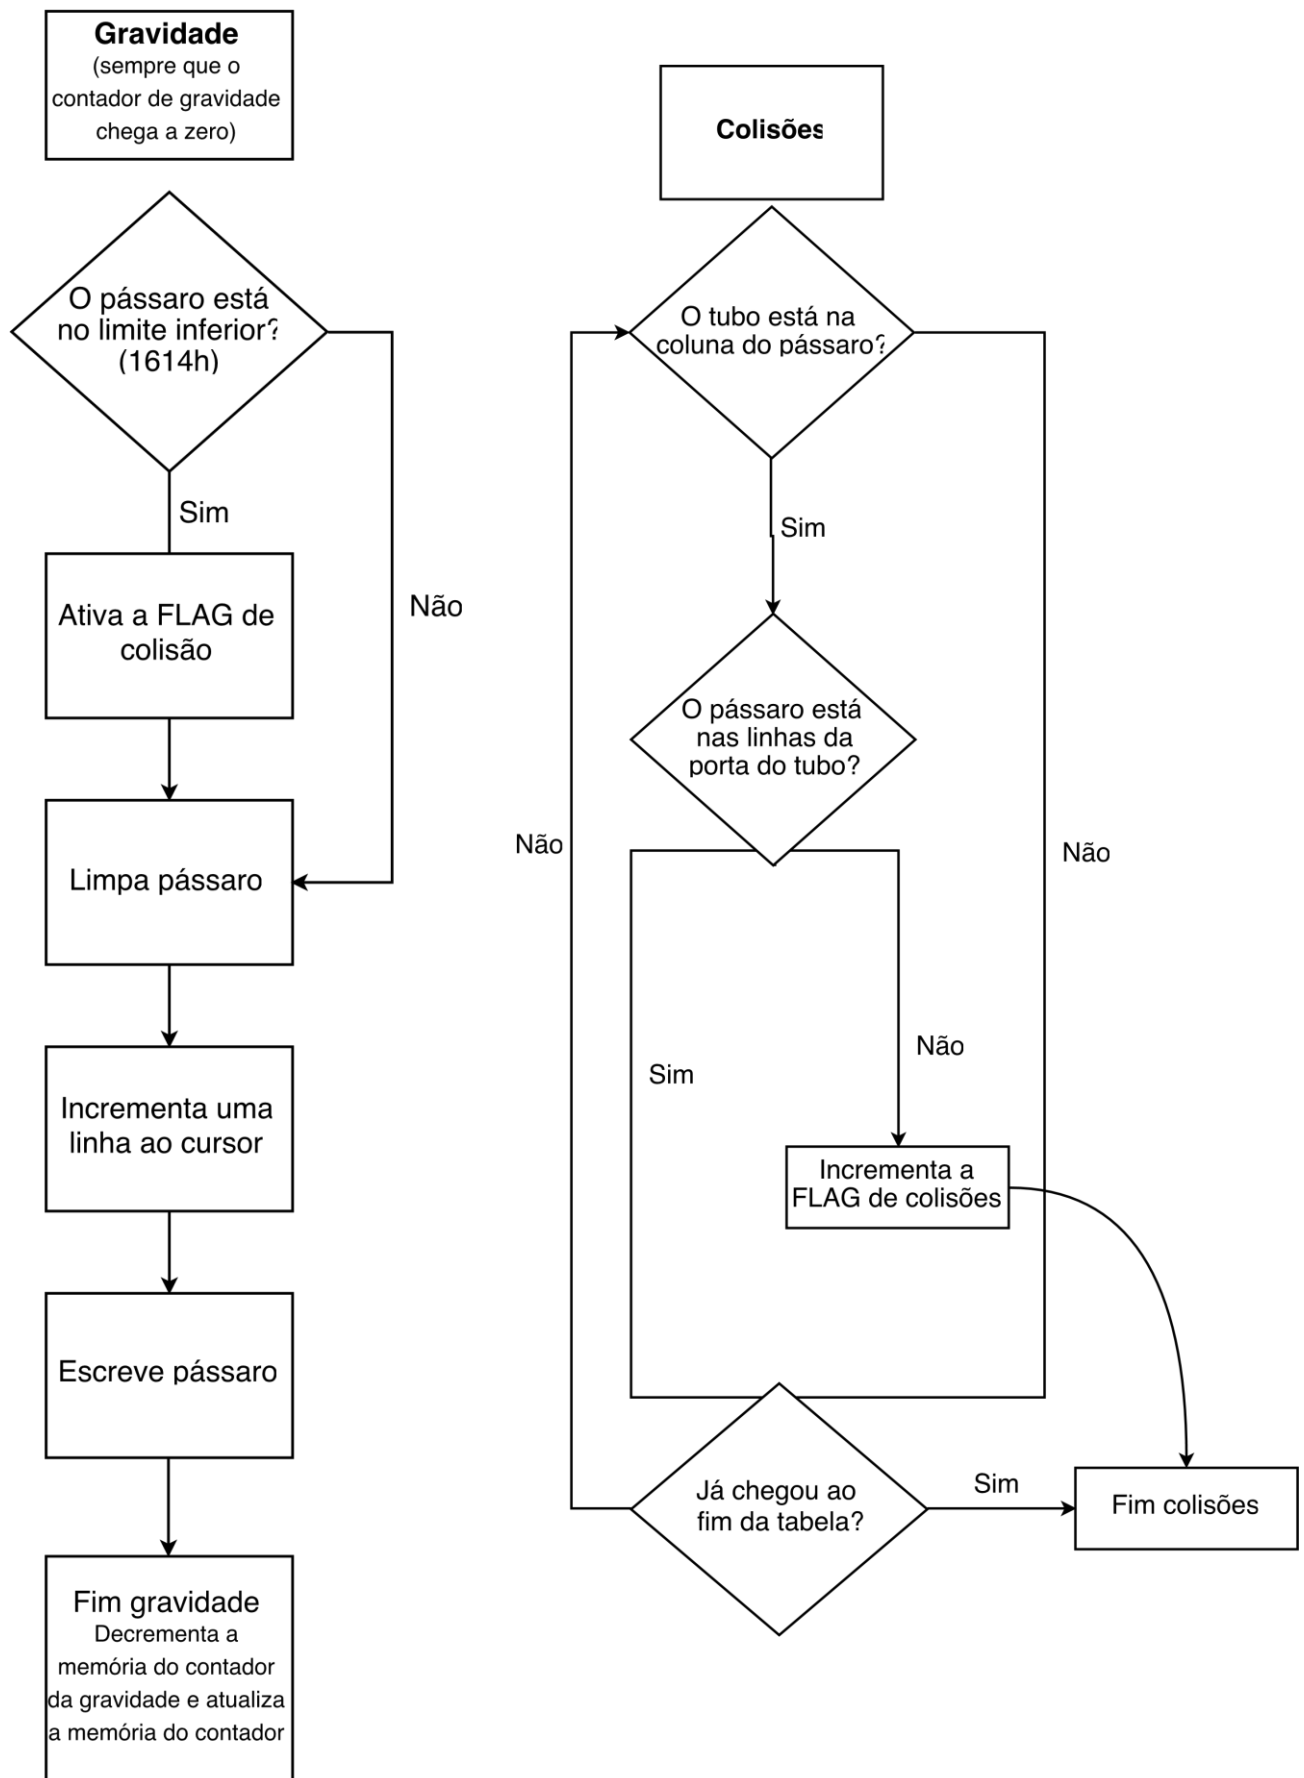 Gravidade
(sempre que o
contador de gravidade
chega a zero)
O pássaro está
no limite inferior?
(1614h)
Sim
Não
Ativa a FLAG de
colisão
Limpa pássaro
Incrementa uma
linha ao cursor
Escreve pássaro
Fim gravidade
Decrementa a
memória do contador
da gravidade e atualiza
a memória do contador
Colisões
O tubo está na
coluna do pássaro?
Sim
Não
O pássaro está
nas linhas da
porta do tubo?
Não
Sim
Não
Incrementa a
FLAG de colisões
Já chegou ao
fim da tabela?
Sim
Fim colisões